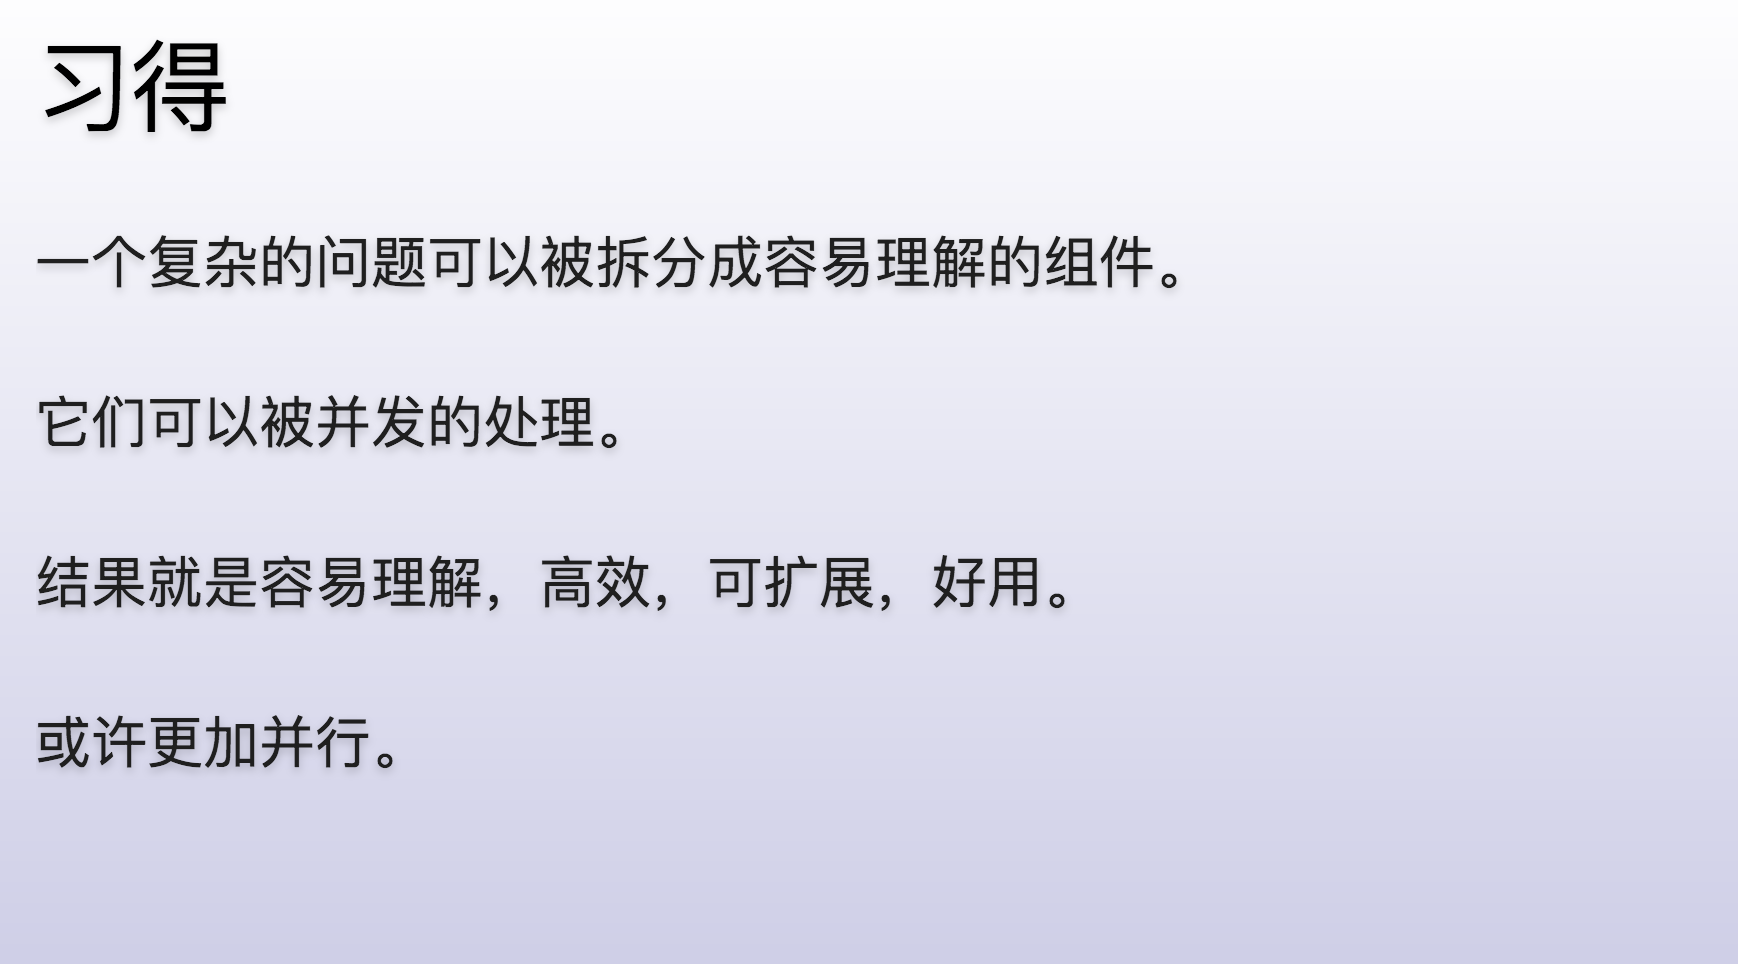 习得
一个复杂的问题可以被拆分成容易理解的组件。
它们可以被并发的处理。
结果就是容易理解，高效，可扩展，好用。
或许更加并行。